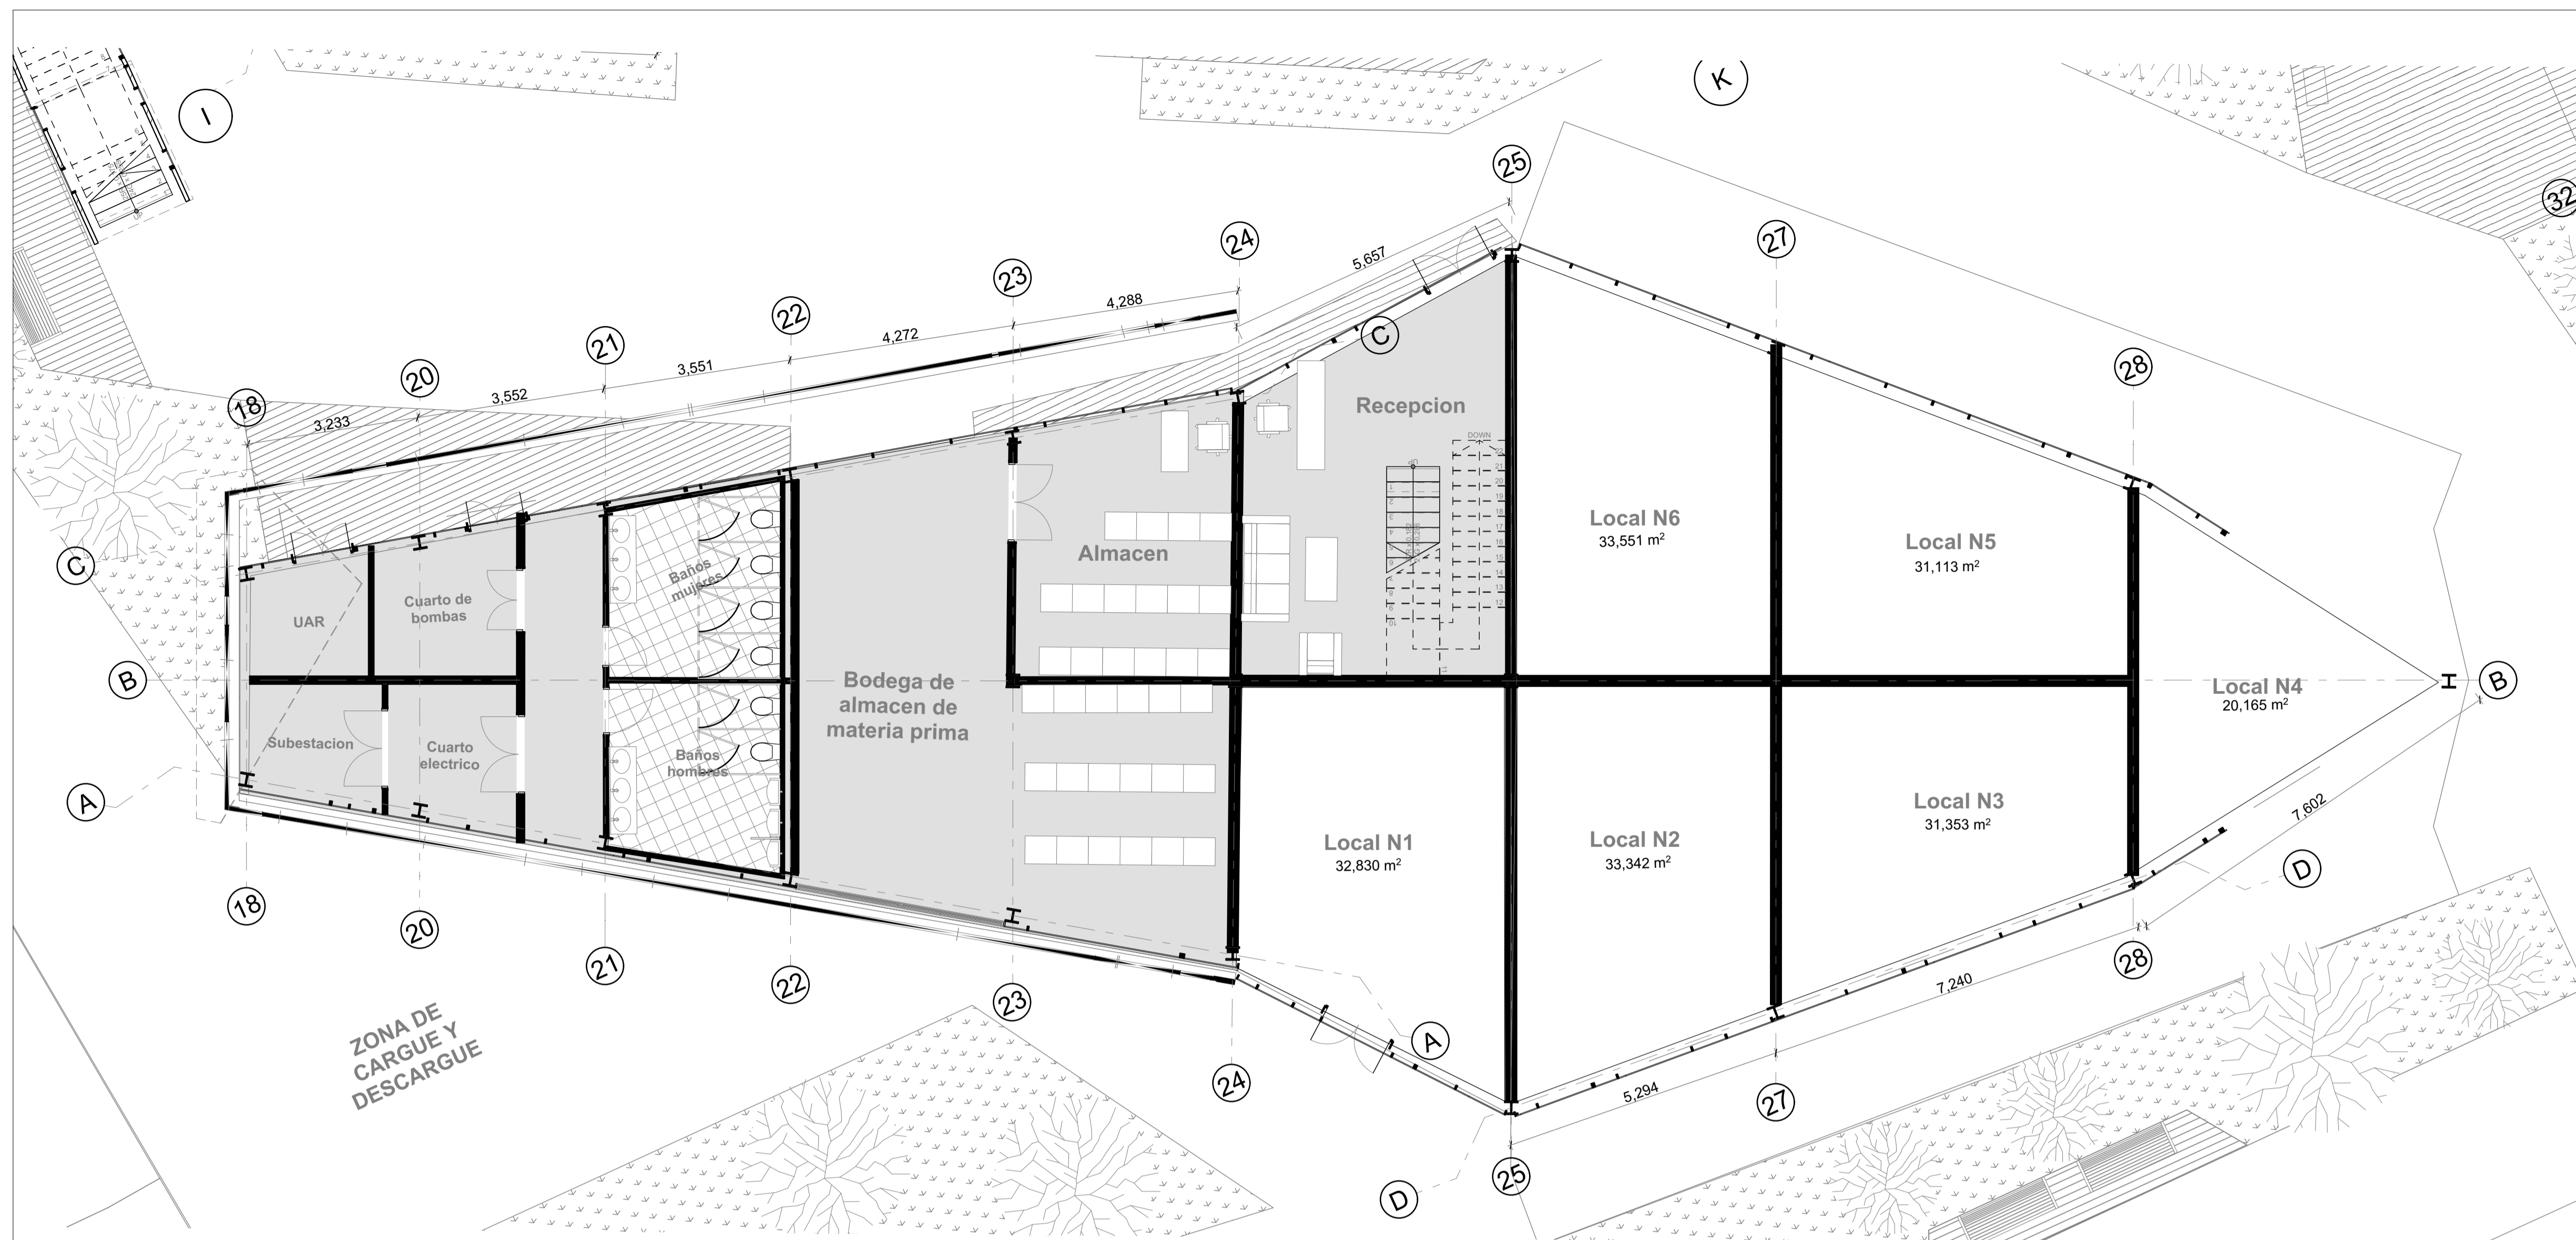 I
K
25
32
24
27
5,657
23
4,288
22
4,272
28
21
3,551
C
20
3,552
18
3,233
Recepcion
DOWN
UP
Local N6
33,551 m²
Local N5
31,113 m²
Almacen
C
Baños
mujeres
Cuarto de
bombas
UAR
B
Bodega de
almacen de
materia prima
B
Local N4
20,165 m²
Subestacion
Cuarto
electrico
Baños
hombres
A
Local N3
31,353 m²
7,602
Local N1
32,830 m²
Local N2
33,342 m²
D
18
20
21
22
23
28
7,240
A
ZONA DE
CARGUE Y
DESCARGUE
24
5,294
27
25
D